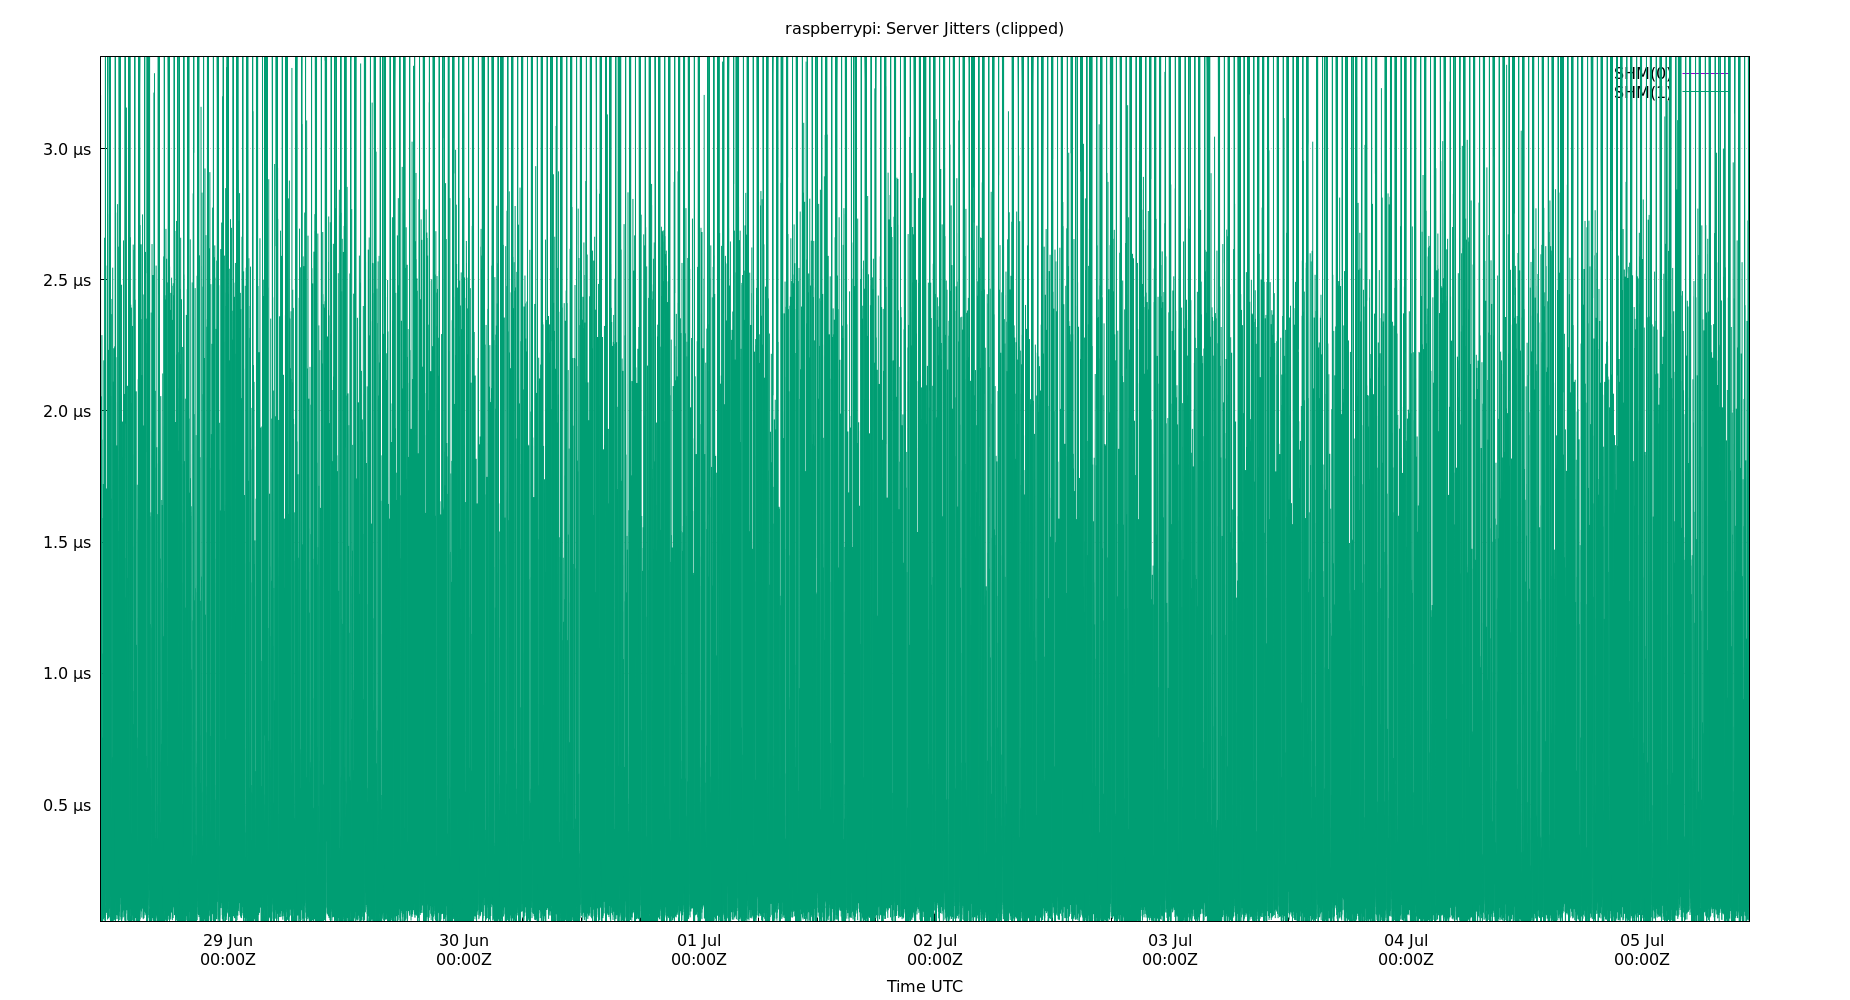 raspberrypi: Server Jitters (clipped)
SHM(0)
SHM(1)
3.0 µs
2.5 µs
2.0 µs
1.5 µs
1.0 µs
0.5 µs
29 Jun 30 Jun 01 Jul 02 Jul 03 Jul 04 Jul 05 Jul
00:00Z 00:00Z 00:00Z 00:00Z 00:00Z 00:00Z 00:00Z
Time UTC